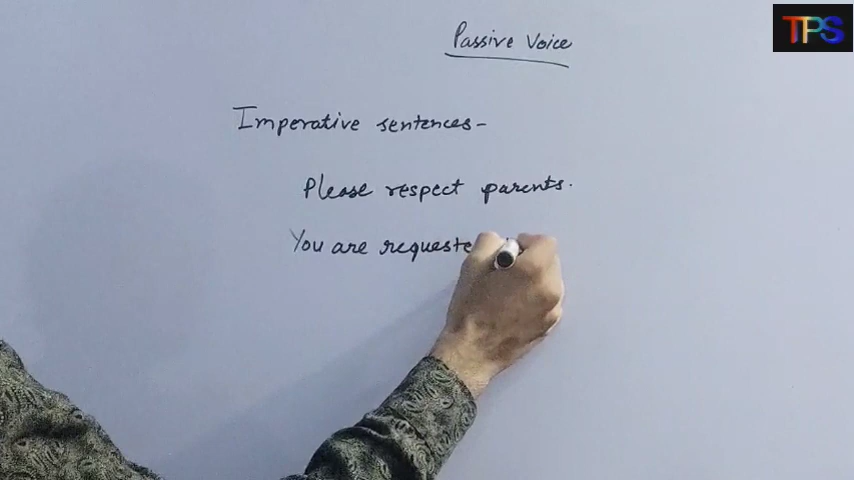 TPS
Passive Voice
Imperative sentences-
Please respect parents.
You are requeste